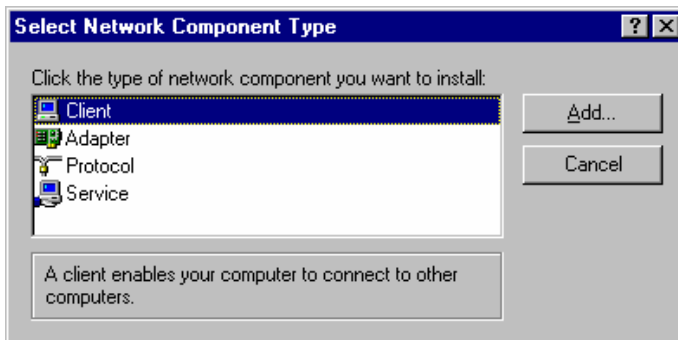 Select Network Component Type
Click the type of network component you want to install:
Client
Adapter
Protocol
Service
Add...
Cancel
A client enables your computer to connect to other
computers.